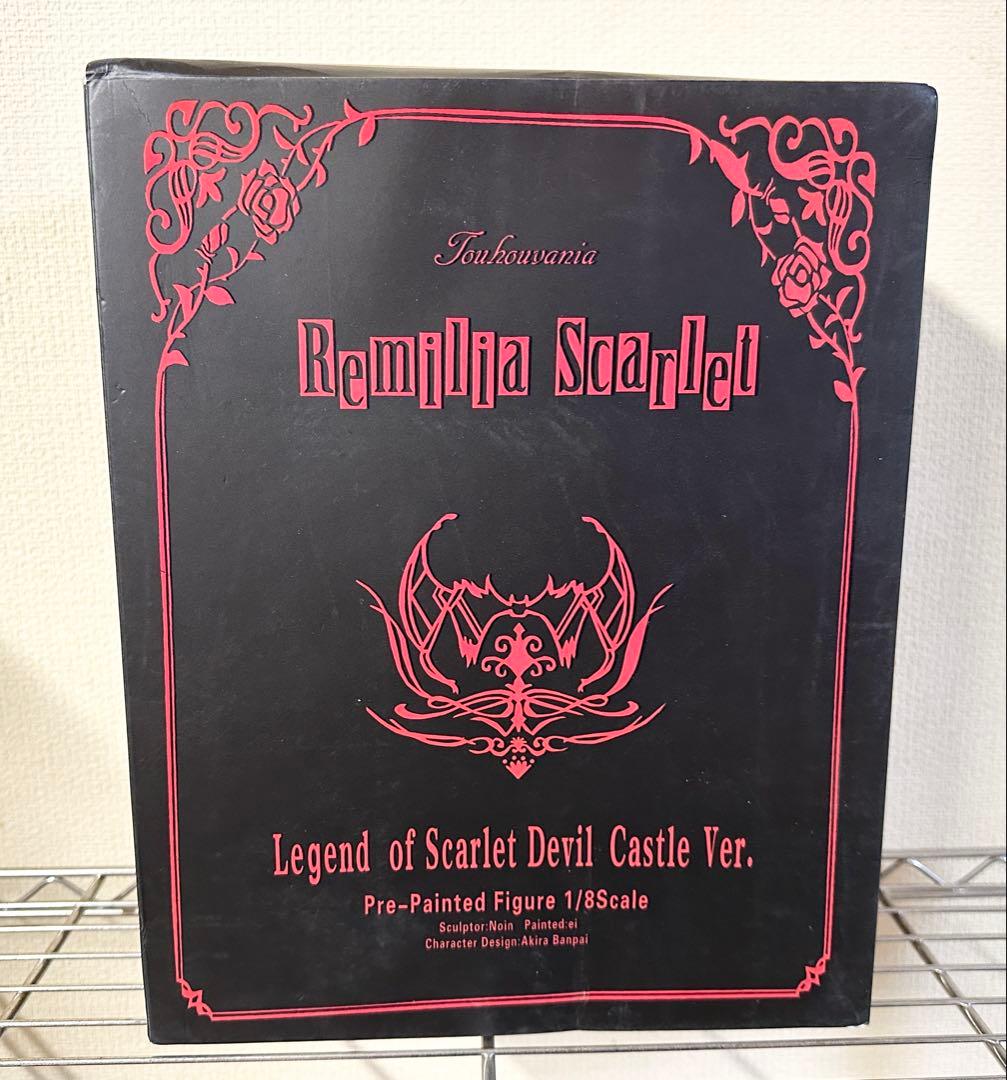 Touhouvania
Remilia Scarlet
Legend of Scarlet Devil Castle Ver.
Pre-Painted Figure 1/8Scale
Sculptor:Noin Painted:ei
Character Design:Akira Banpai